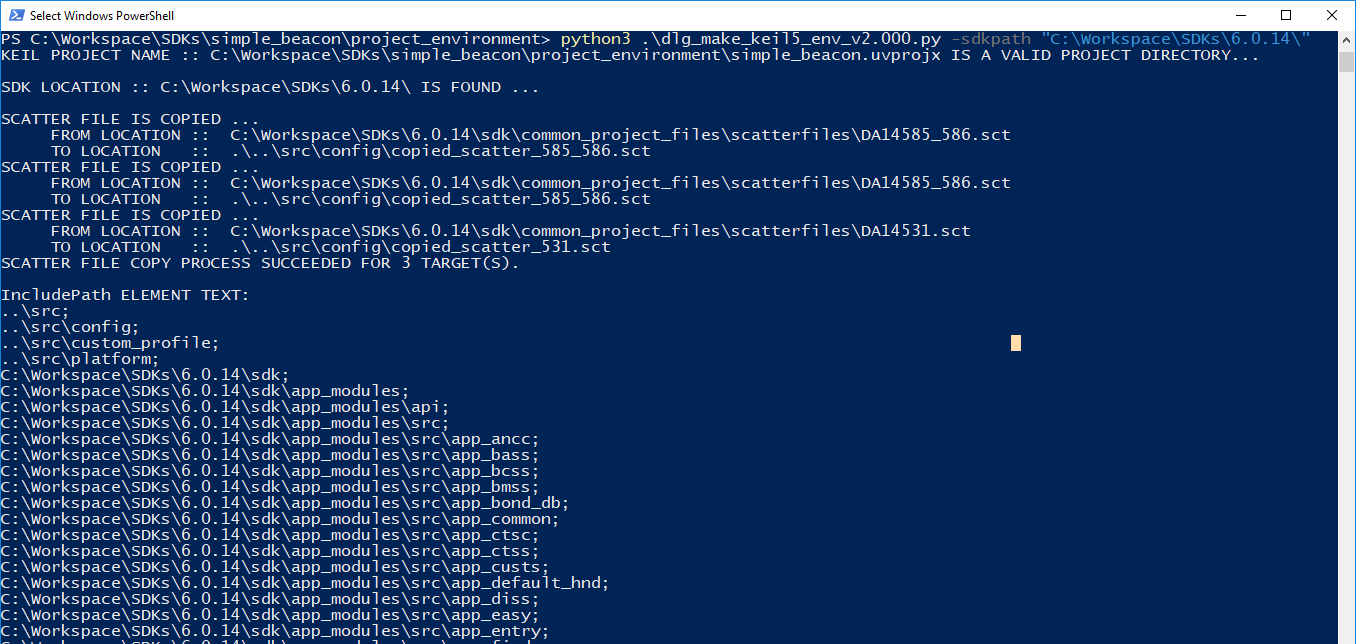 Select Windows PowerShell
PS C:\Workspace\SDKs\simple_beacon\project_environment> python3 .\dlg_make_keil5_env_v2.000.py -sdkpath "C:\Workspace\SDKs\6.0.14\"
KEIL PROJECT NAME :: C:\Workspace\SDKs\simple_beacon\project_environment\simple_beacon.uvprojx IS A VALID PROJECT DIRECTORY...
SDK LOCATION :: C:\Workspace\SDKs\6.0.14\ IS FOUND ...
SCATTER FILE IS COPIED ...
FROM LOCATION :: C:\Workspace\SDKs\6.0.14\sdk\common_project_files\scatterfiles\DA14585_586.sct
TO LOCATION :: .\..\src\config\copied_scatter_585_586.sct
SCATTER FILE IS COPIED ...
FROM LOCATION :: C:\Workspace\SDKs\6.0.14\sdk\common_project_files\scatterfiles\DA14585_586.sct
TO LOCATION :: .\..\src\config\copied_scatter_585_586.sct
SCATTER FILE IS COPIED ...
FROM LOCATION :: C:\Workspace\SDKs\6.0.14\sdk\common_project_files\scatterfiles\DA14531.sct
TO LOCATION :: .\..\src\config\copied_scatter_531.sct
SCATTER FILE COPY PROCESS SUCCEEDED FOR 3 TARGET(S).
IncludePath ELEMENT TEXT:
..\src;
..\src\config;
..\src\custom_profile;
..\src\platform;
C:\Workspace\SDKs\6.0.14\sdk;
C:\Workspace\SDKs\6.0.14\sdk\app_modules;
C:\Workspace\SDKs\6.0.14\sdk\app_modules\api;
C:\Workspace\SDKs\6.0.14\sdk\app_modules\src;
C:\Workspace\SDKs\6.0.14\sdk\app_modules\src\app_ancc;
C:\Workspace\SDKs\6.0.14\sdk\app_modules\src\app_bass;
C:\Workspace\SDKs\6.0.14\sdk\app_modules\src\app_bcss;
C:\Workspace\SDKs\6.0.14\sdk\app_modules\src\app_bmss;
C:\Workspace\SDKs\6.0.14\sdk\app_modules\src\app_bond_db;
C:\Workspace\SDKs\6.0.14\sdk\app_modules\src\app_common;
C:\Workspace\SDKs\6.0.14\sdk\app_modules\src\app_ctsc;
C:\Workspace\SDKs\6.0.14\sdk\app_modules\src\app_ctss;
C:\Workspace\SDKs\6.0.14\sdk\app_modules\src\app_custs;
C:\Workspace\SDKs\6.0.14\sdk\app_modules\src\app_default_hnd;
C:\Workspace\SDKs\6.0.14\sdk\app_modules\src\app_diss;
C:\Workspace\SDKs\6.0.14\sdk\app_modules\src\app_easy;
C:\Workspace\SDKs\6.0.14\sdk\app_modules\src\app_entry;